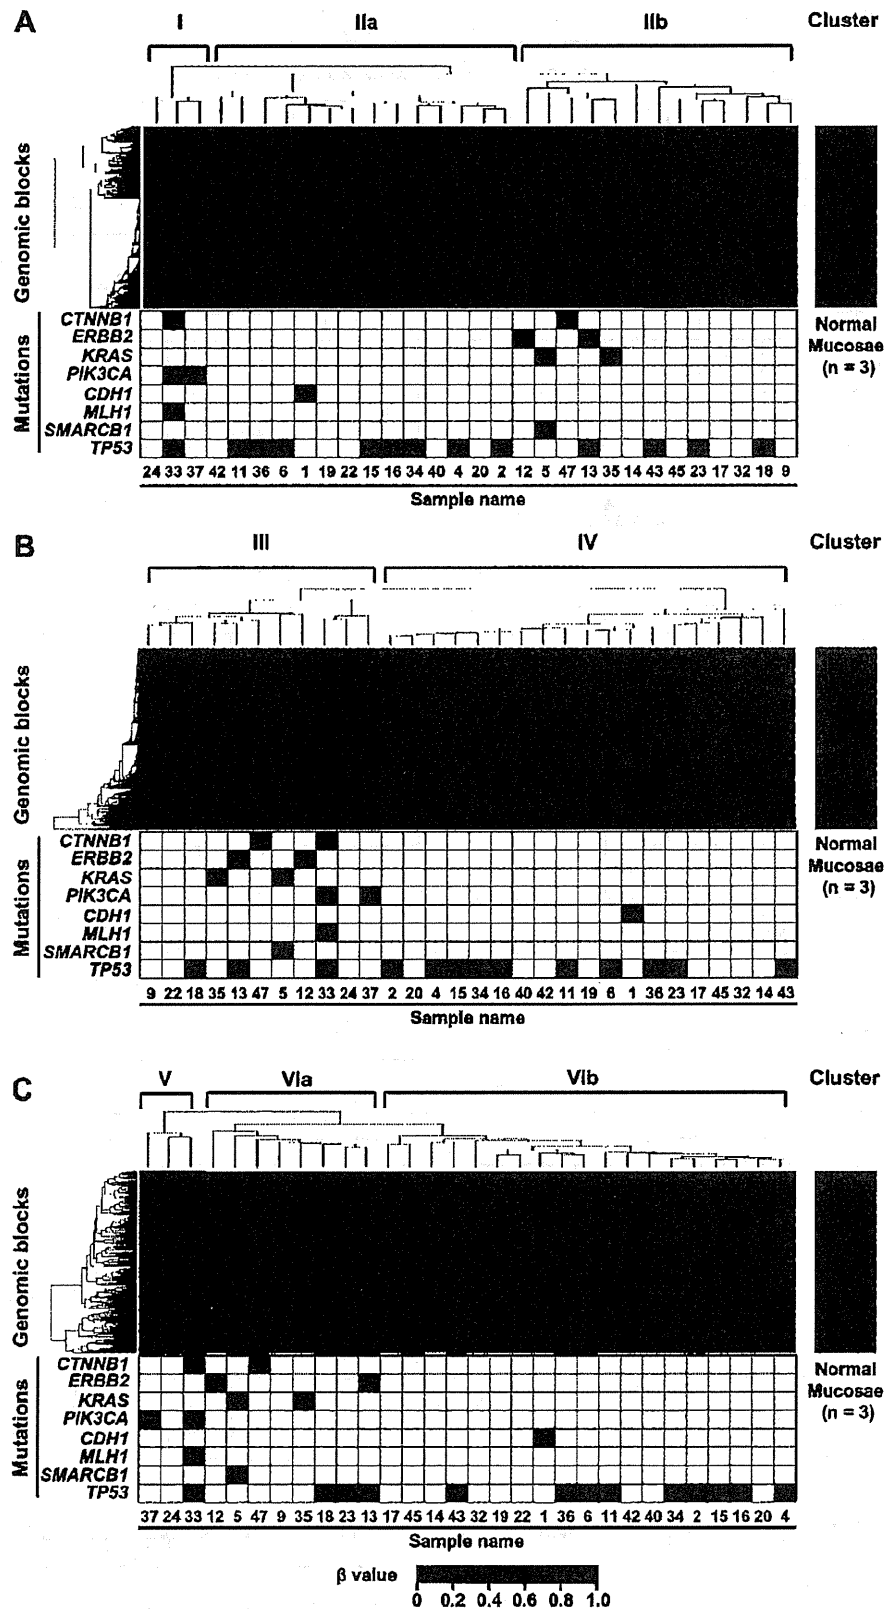 A I IIa IIb Cluster
Genomic blocks
Normal
Mucosae
(n = 3)
Mutations
CTNNB1
ERBB2
KRAS
PIK3CA
CDH1
MLH1
SMARCB1
TP53
24 33 37 42 11 36 6 1 19 22 15 16 34 40 4 20 2 12 5 47 13 35 14 43 45 23 17 32 18 9
Sample name
B III IV Cluster
Genomic blocks
Normal
Mucosae
(n = 3)
Mutations
CTNNB1
ERBB2
KRAS
PIK3CA
CDH1
MLH1
SMARCB1
TP53
9 22 18 35 13 47 5 12 33 24 37 2 20 4 15 34 16 40 42 11 19 6 1 36 23 17 45 32 14 43
Sample name
C V VIa VIb Cluster
Genomic blocks
Normal
Mucosae
(n = 3)
Mutations
CTNNB1
ERBB2
KRAS
PIK3CA
CDH1
MLH1
SMARCB1
TP53
37 24 33 12 5 47 9 35 18 23 13 17 45 14 43 32 19 22 1 36 6 11 42 40 34 2 15 16 20 4
Sample name
β value
0 0.2 0.4 0.6 0.8 1.0